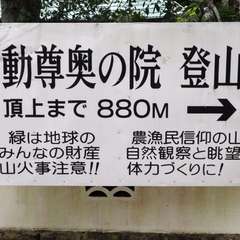 動尊奥の院 登山
頂上まで 880M →
緑は地球の
みんなの財産
山火事注意!!
農漁民信仰の山
自然観察と眺望
体力づくりに!